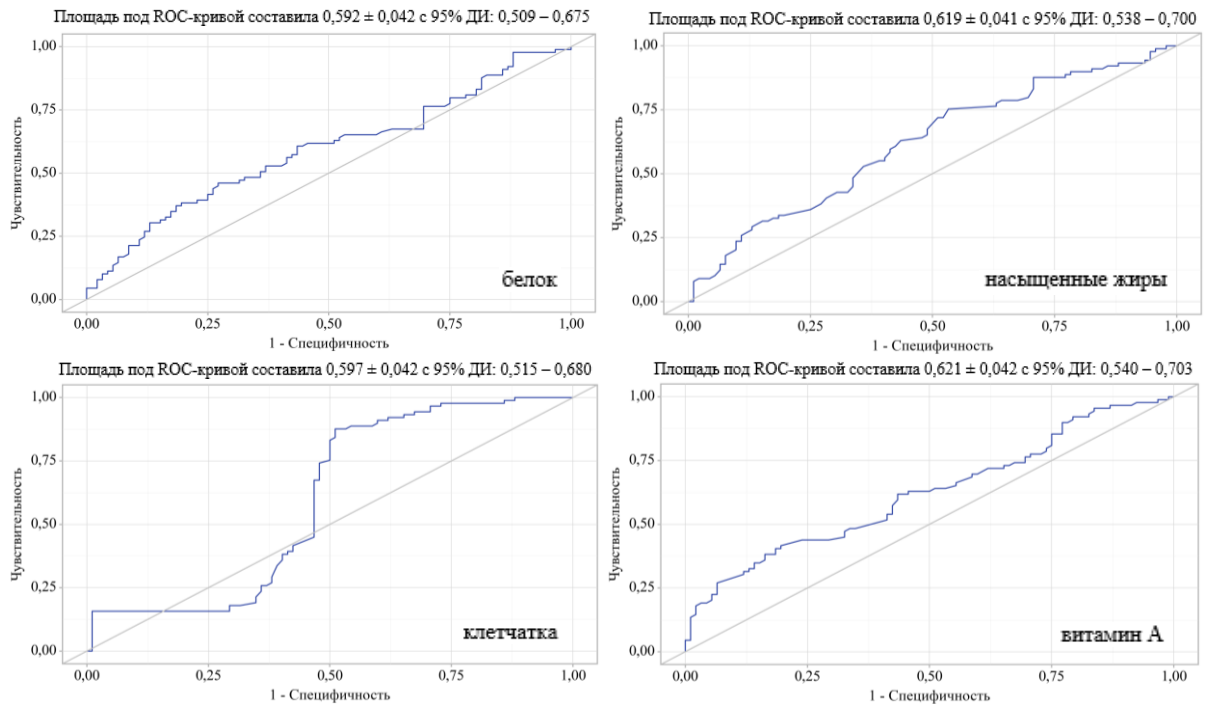 Площадь под ROC-кривой составила 0,592 ± 0,042 с 95% ДИ: 0,509 – 0,675
Чувствительность
1,00
0,75
0,50
0,25
0,00
белок
0,00 0,25 0,50 0,75 1,00
1 - Специфичность
Площадь под ROC-кривой составила 0,619 ± 0,041 с 95% ДИ: 0,538 – 0,700
Чувствительность
1,00
0,75
0,50
0,25
0,00
насыщенные жиры
0,00 0,25 0,50 0,75 1,00
1 - Специфичность
Площадь под ROC-кривой составила 0,597 ± 0,042 с 95% ДИ: 0,515 – 0,680
Чувствительность
1,00
0,75
0,50
0,25
0,00
клетчатка
0,00 0,25 0,50 0,75 1,00
1 - Специфичность
Площадь под ROC-кривой составила 0,621 ± 0,042 с 95% ДИ: 0,540 – 0,703
Чувствительность
1,00
0,75
0,50
0,25
0,00
витамин А
0,00 0,25 0,50 0,75 1,00
1 - Специфичность